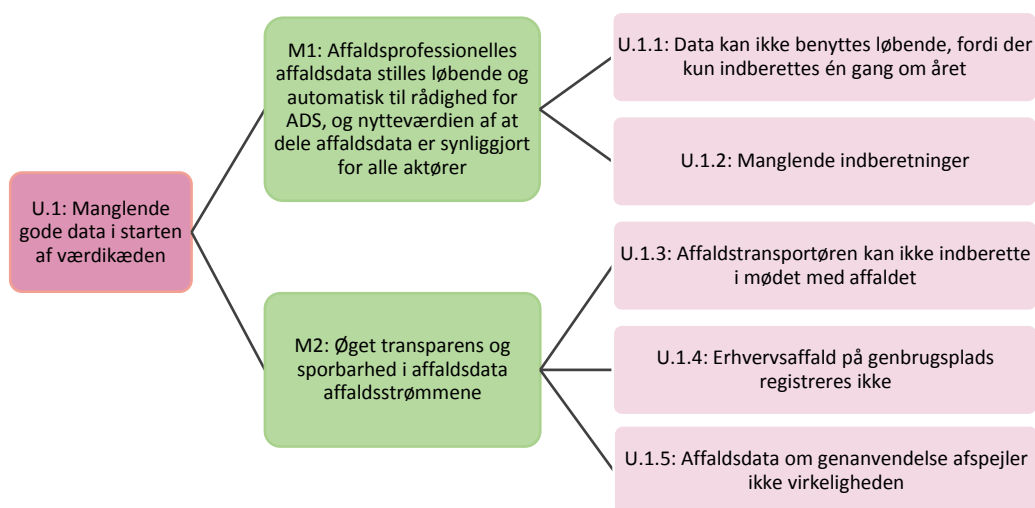 U.1: Manglende
gode data i starten
af værdikæden
M1: Affaldsprofessionelles
affaldsdata stilles løbende og
automatisk til rådighed for
ADS, og nytteværdien af at
dele affaldsdata er synliggjort
for alle aktører
M2: Øget transparens og
sporbarhed i affaldsdata
affaldsstrømmene
U.1.1: Data kan ikke benyttes løbende, fordi der
kun indberettes én gang om året
U.1.2: Manglende indberetninger
U.1.3: Affaldstransportøren kan ikke indberette
i mødet med affaldet
U.1.4: Erhvervsaffald på genbrugsplads
registreres ikke
U.1.5: Affaldsdata om genanvendelse afspejler
ikke virkeligheden